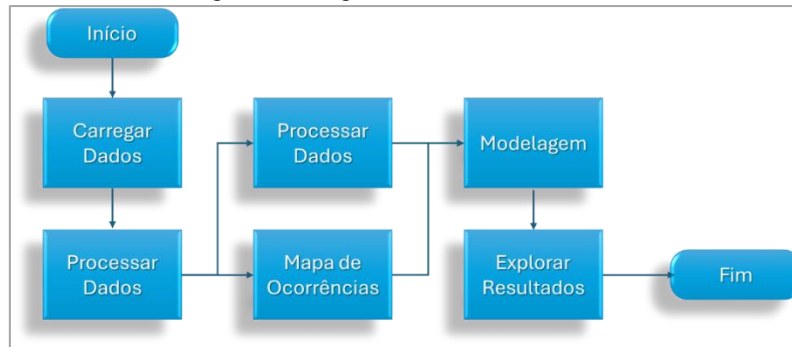 Início
Carregar
Dados
Processar
Dados
Processar
Dados
Mapa de
Ocorrências
Modelagem
Explorar
Resultados
Fim